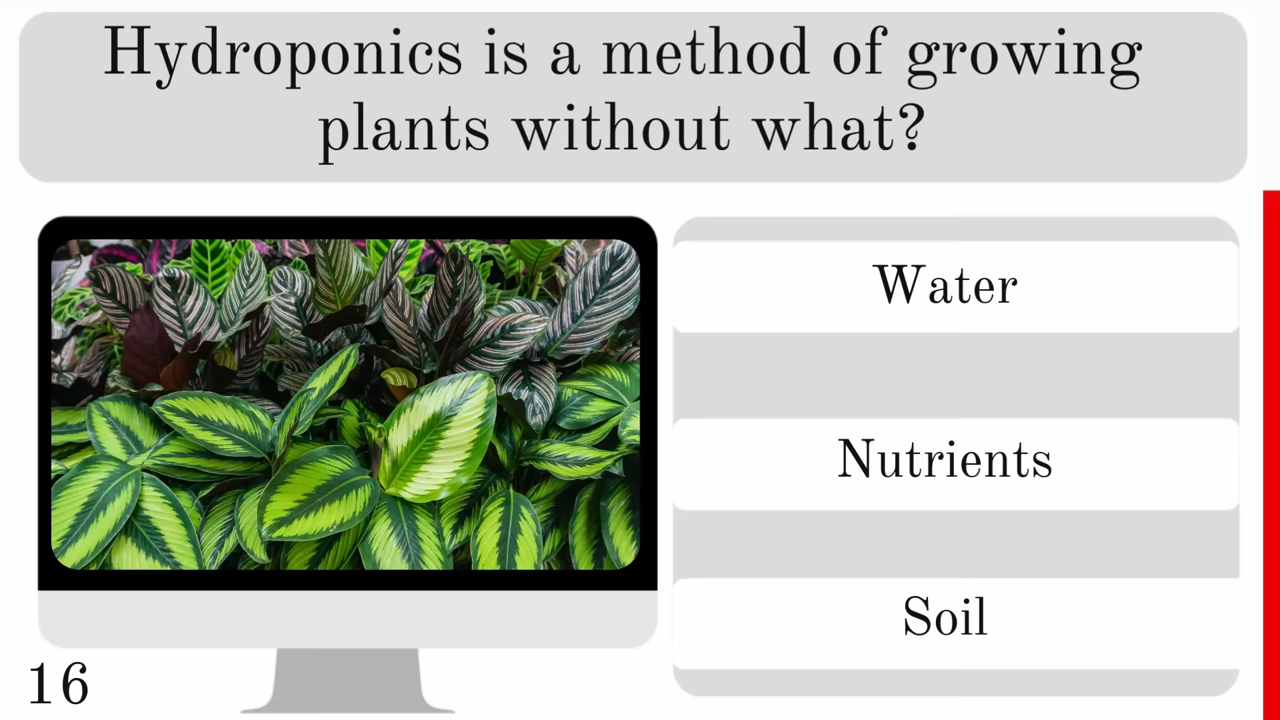 Hydroponics is a method of growing
plants without what?
Water
Nutrients
Soil
16